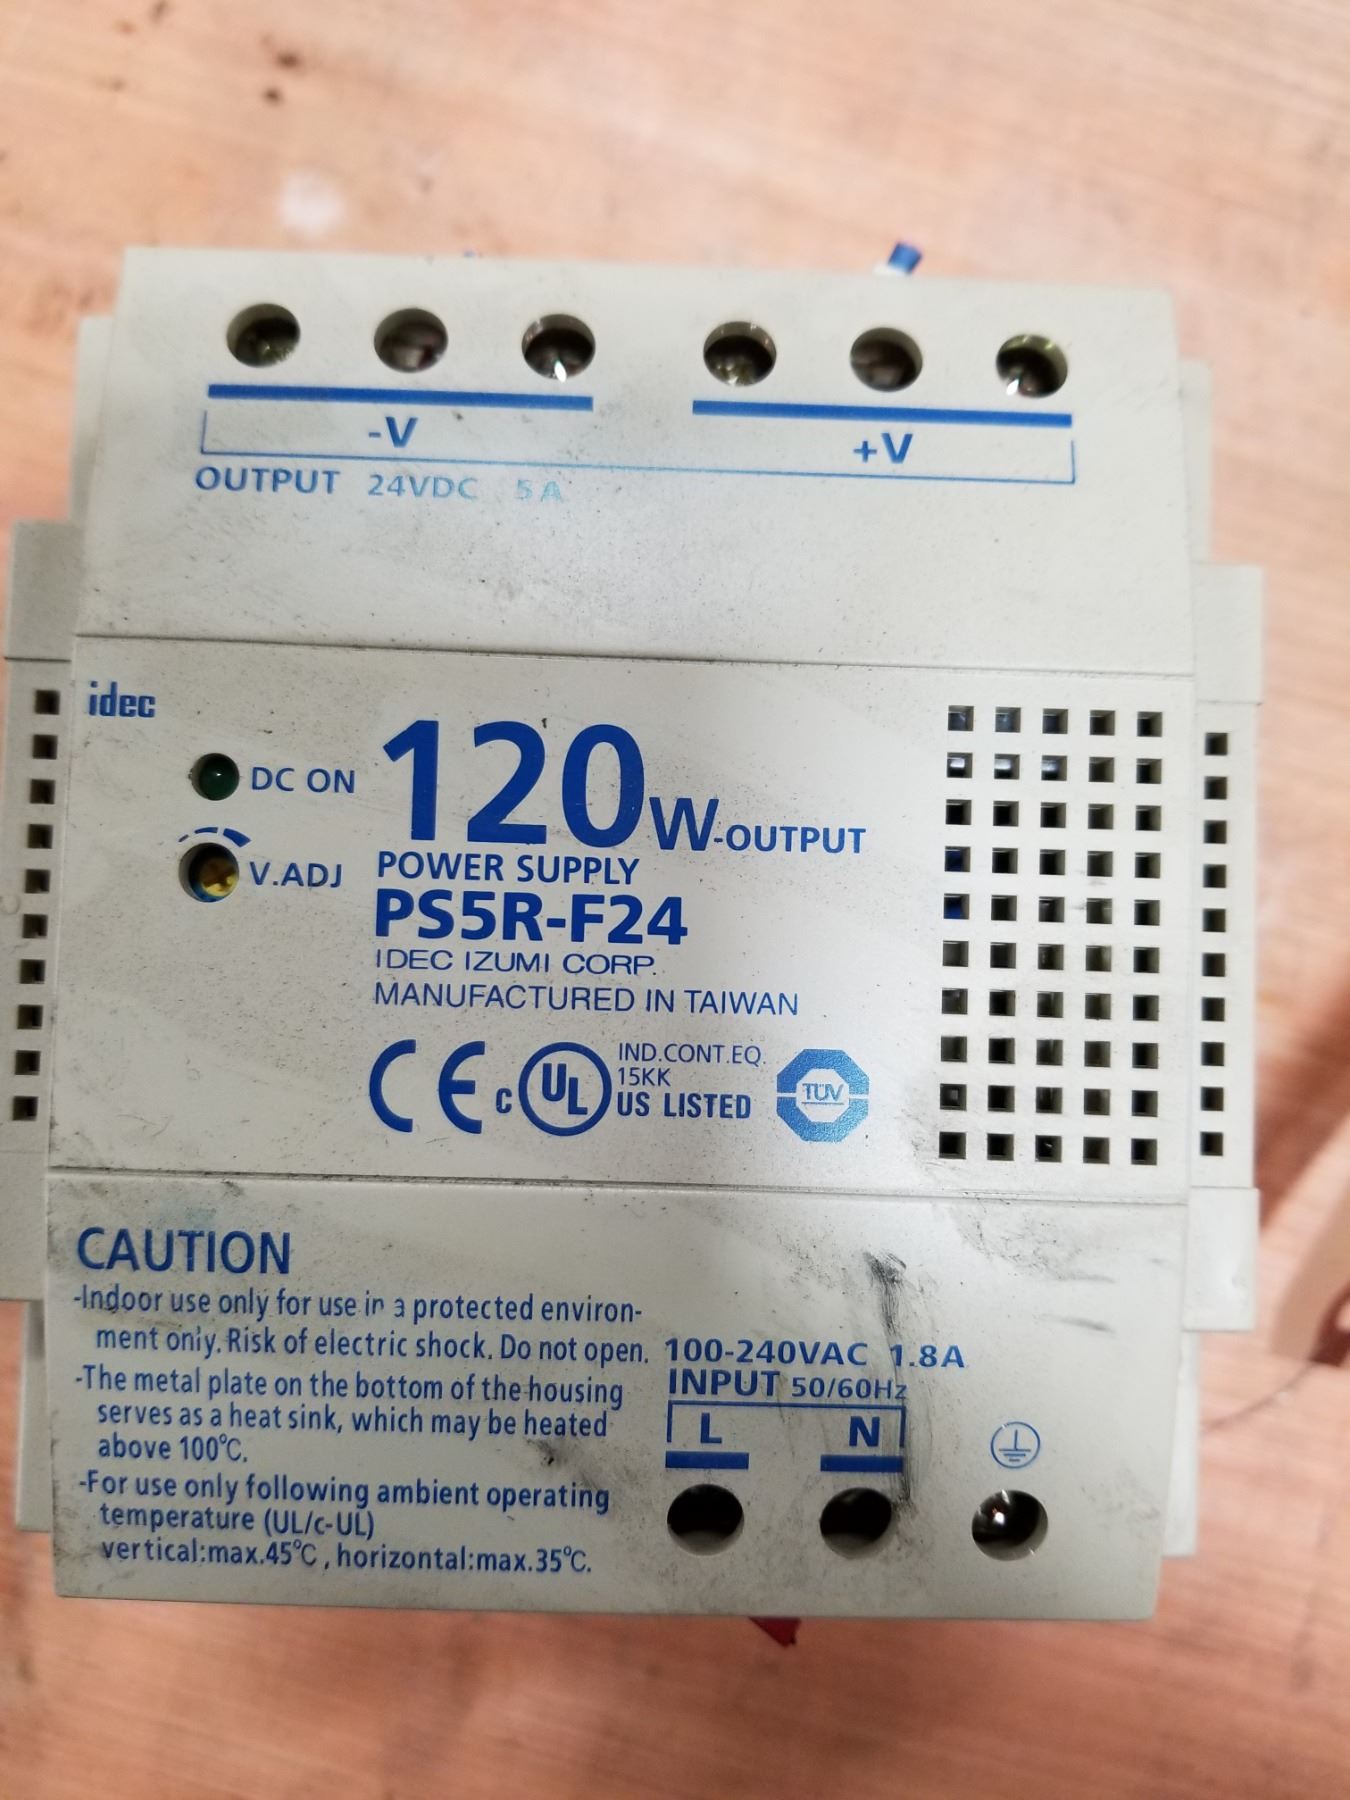 -V
+V
OUTPUT 24VDC 5A
idec
DC ON
V.ADJ
120W-OUTPUT
POWER SUPPLY
PS5R-F24
IDEC IZUMI CORP.
MANUFACTURED IN TAIWAN
CE
c UL US LISTED
IND.CONT.EQ.
15KK
TÜV
CAUTION
-Indoor use only for use in a protected environ-
ment only. Risk of electric shock. Do not open.
-The metal plate on the bottom of the housing
serves as a heat sink, which may be heated
above 100°C.
-For use only following ambient operating
temperature (UL/c-UL)
vertical:max.45°C, horizontal:max.35°C.
100-240VAC 1.8A
INPUT 50/60Hz
L
N